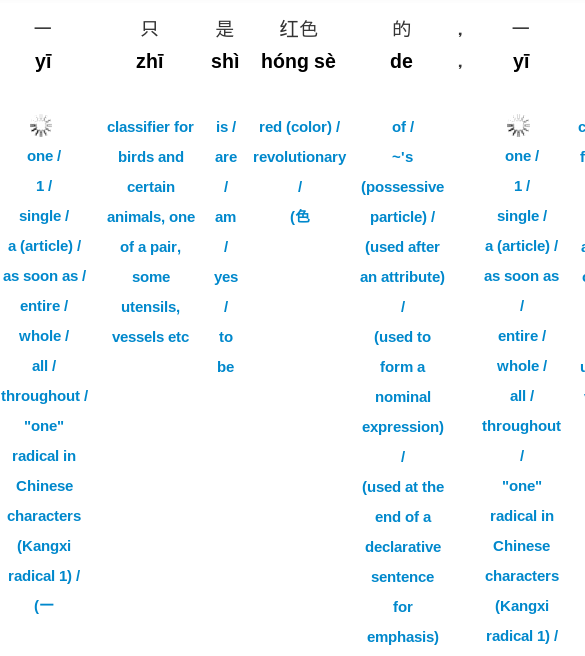 一 只 是 红色 的 ， 一
yī zhī shì hóng sè de ， yī
one /
1 /
single /
a (article) /
as soon as /
entire /
whole /
all /
throughout /
"one"
radical in
Chinese
characters
(Kangxi
radical 1) /
(一
classifier for
birds and
certain
animals, one
of a pair,
some
utensils,
vessels etc
is /
are
/
am
/
yes
/
to
be
red (color) /
revolutionary
/
(色
of /
~'s
(possessive
particle) /
(used after
an attribute)
/
(used to
form a
nominal
expression)
/
(used at the
end of a
declarative
sentence
for
emphasis)
one /
1 /
single /
a (article) /
as soon as
/
entire /
whole /
all /
throughout
/
"one"
radical in
Chinese
characters
(Kangxi
radical 1) /